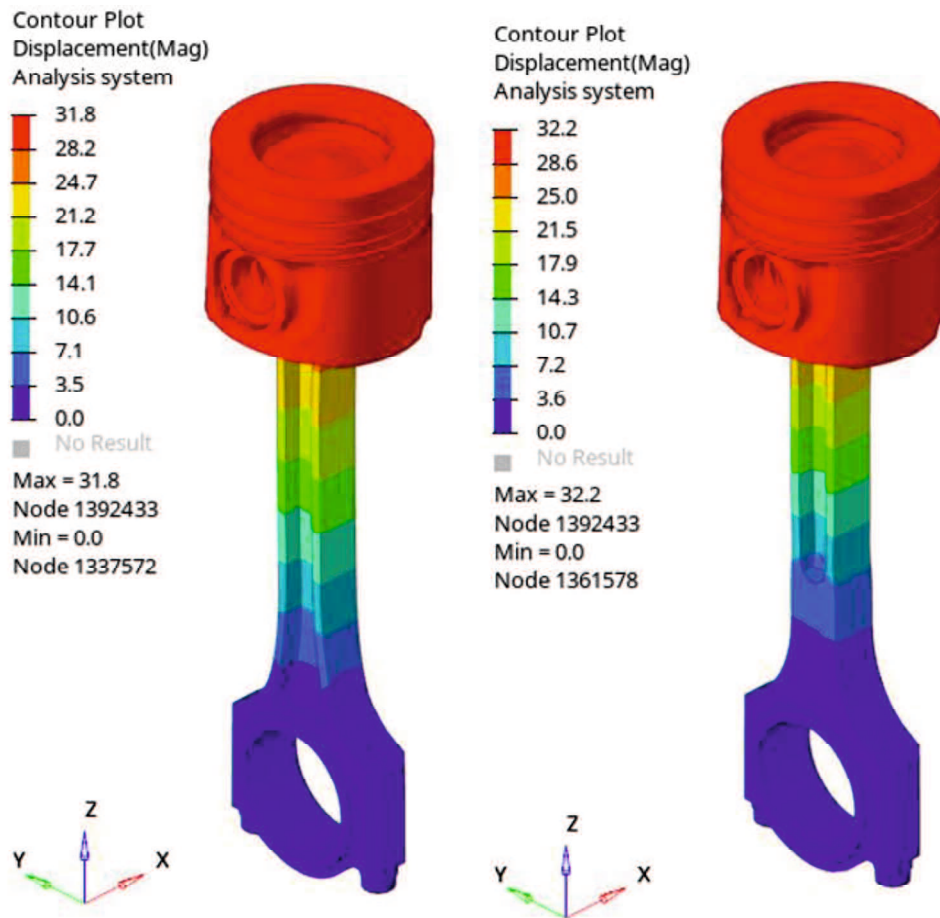 Contour Plot
Displacement(Mag)
Analysis system
31.8
28.2
24.7
21.2
17.7
14.1
10.6
7.1
3.5
0.0
No Result
Max = 31.8
Node 1392433
Min = 0.0
Node 1337572
Z
Y
X
Contour Plot
Displacement(Mag)
Analysis system
32.2
28.6
25.0
21.5
17.9
14.3
10.7
7.2
3.6
0.0
No Result
Max = 32.2
Node 1392433
Min = 0.0
Node 1361578
Z
Y
X